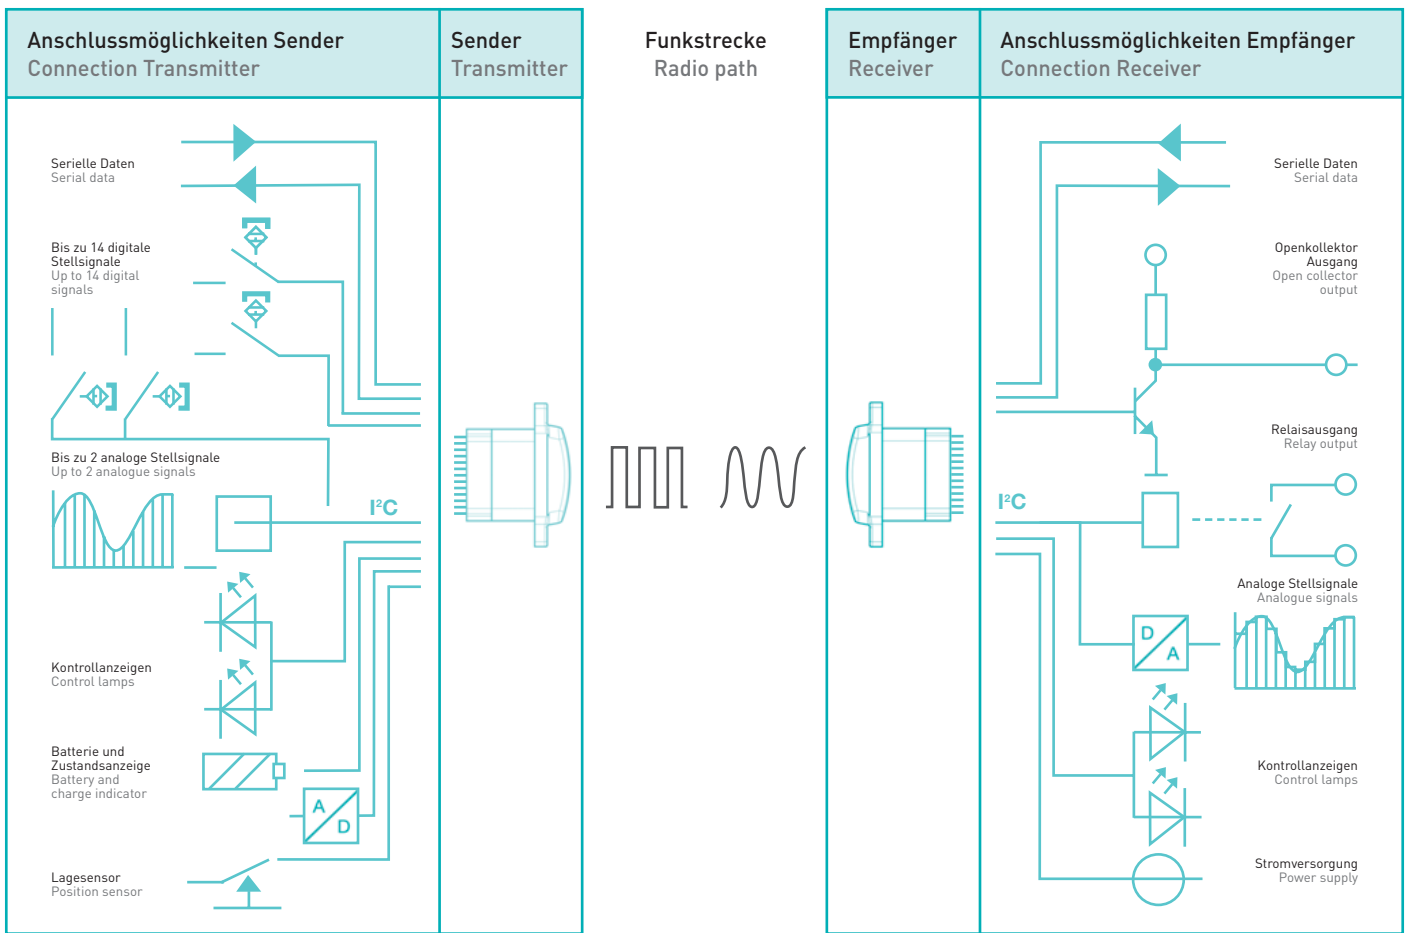 Anschlussmöglichkeiten Sender
Connection Transmitter
Sender
Transmitter
Funkstrecke
Radio path
Empfänger
Receiver
Anschlussmöglichkeiten Empfänger
Connection Receiver
Serielle Daten
Serial data
Bis zu 14 digitale
Stellsignale
Up to 14 digital
signals
Bis zu 2 analoge Stellsignale
Up to 2 analogue signals
I²C
Kontrollanzeigen
Control lamps
Batterie und
Zustandsanzeige
Battery and
charge indicator
A
D
Lagesensor
Position sensor
Serielle Daten
Serial data
Openkollektor
Ausgang
Open collector
output
Relaisausgang
Relay output
I²C
Analoge Stellsignale
Analogue signals
D
A
Kontrollanzeigen
Control lamps
Stromversorgung
Power supply